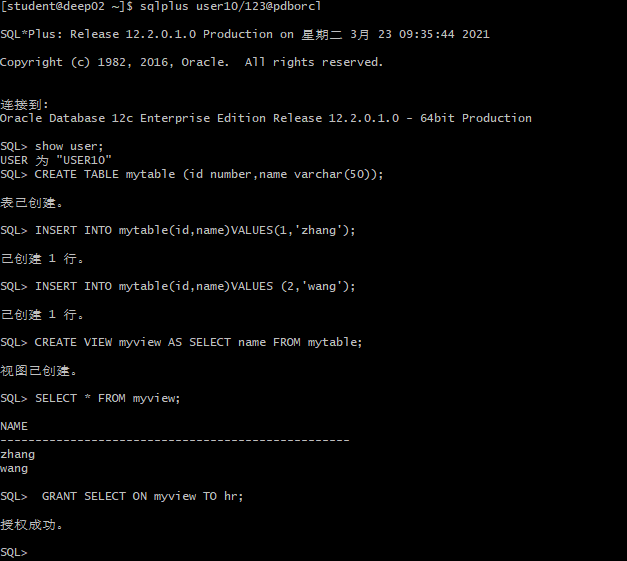 [student@deep02 ~]$ sqlplus user10/123@pdborcl
SQL*Plus: Release 12.2.0.1.0 Production on 星期二 3月 23 09:35:44 2021
Copyright (c) 1982, 2016, Oracle.  All rights reserved.
连接到:
Oracle Database 12c Enterprise Edition Release 12.2.0.1.0 - 64bit Production
SQL> show user;
USER 为 "USER10"
SQL> CREATE TABLE mytable (id number,name varchar(50));
表已创建。
SQL> INSERT INTO mytable(id,name)VALUES(1,'zhang');
已创建 1 行。
SQL> INSERT INTO mytable(id,name)VALUES (2,'wang');
已创建 1 行。
SQL> CREATE VIEW myview AS SELECT name FROM mytable;
视图已创建。
SQL> SELECT * FROM myview;
NAME
--------------------------------------------------
zhang
wang
SQL>  GRANT SELECT ON myview TO hr;
授权成功。
SQL>